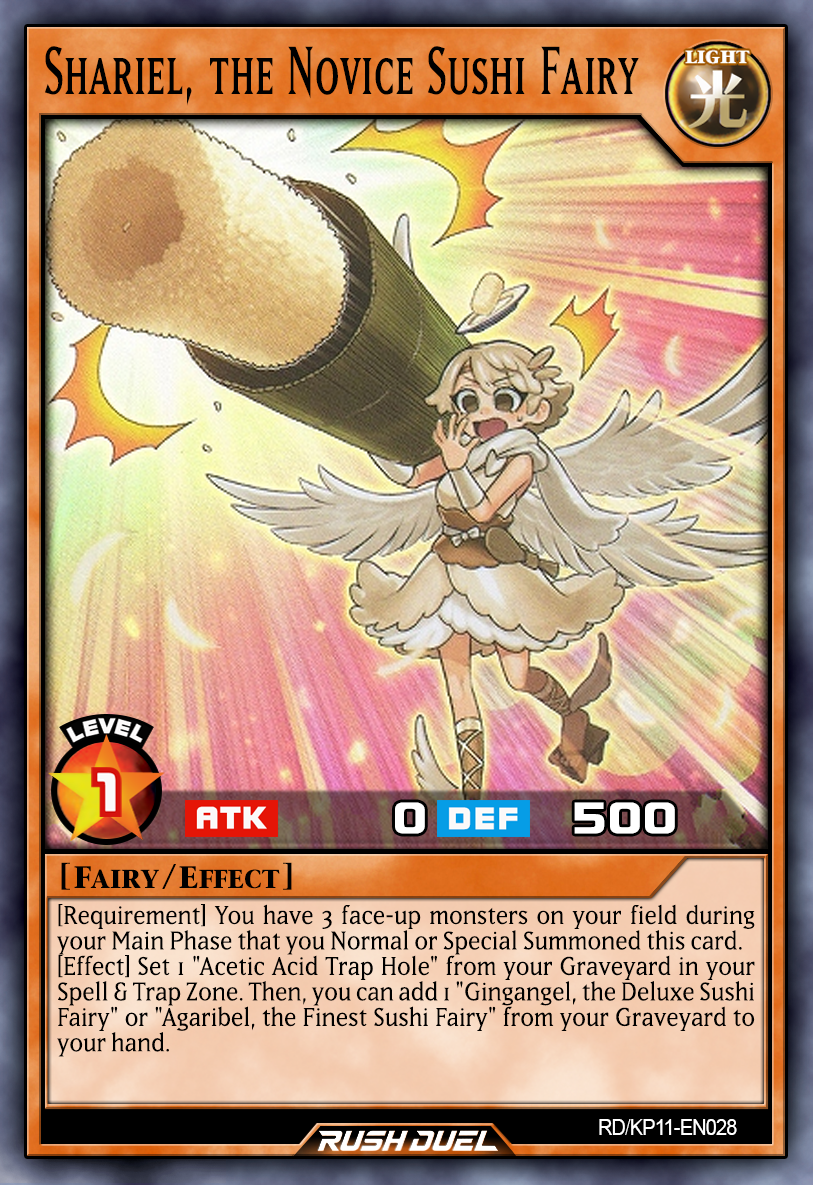 Shariel, the Novice Sushi Fairy
LIGHT
光
LEVEL
1
ATK 0 DEF 500
[Fairy/Effect]
[Requirement] You have 3 face-up monsters on your field during
your Main Phase that you Normal or Special Summoned this card.
[Effect] Set 1 "Acetic Acid Trap Hole" from your Graveyard in your
Spell & Trap Zone. Then, you can add 1 "Gingangel, the Deluxe Sushi
Fairy" or "Agaribel, the Finest Sushi Fairy" from your Graveyard to
your hand.
RD/KP11-EN028
RUSH DUEL